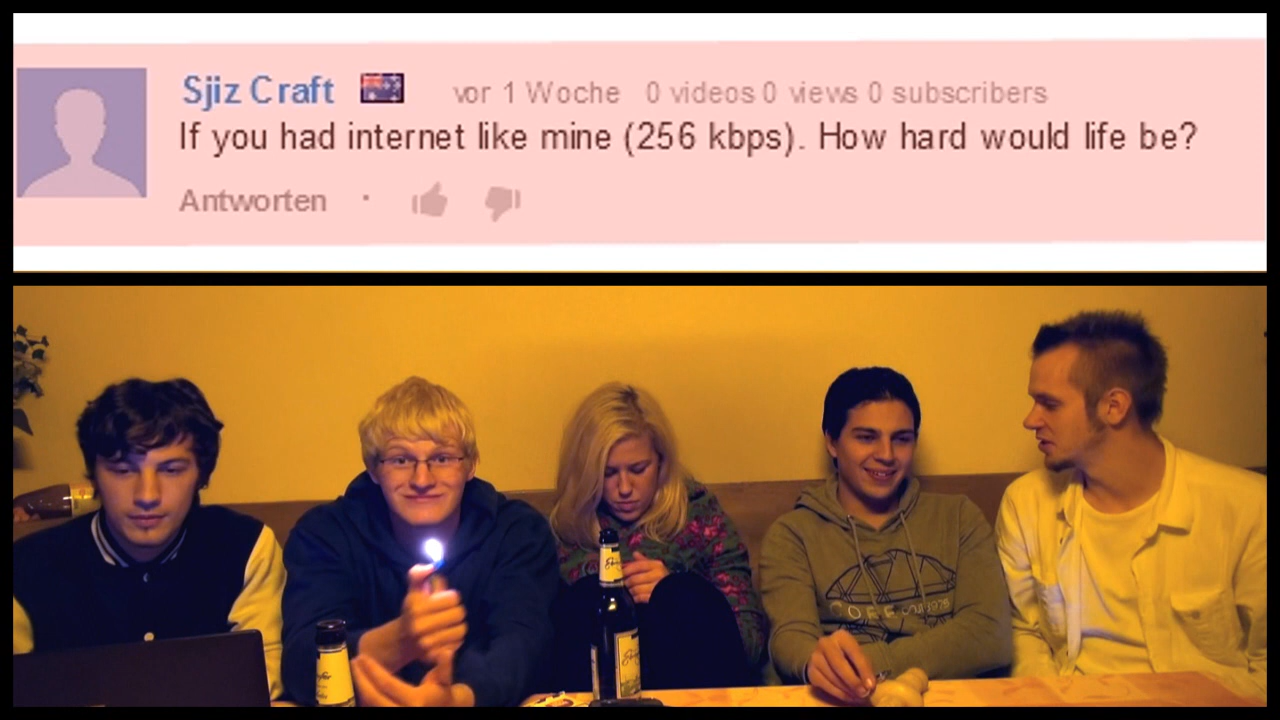 Sjiz Craft vor 1 Woche 0 videos 0 views 0 subscribers
If you had internet like mine (256 kbps). How hard would life be?
Antworten ·